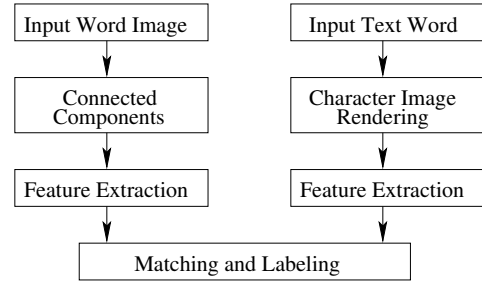 Input Word Image
Input Text Word
Connected
Components
Character Image
Rendering
Feature Extraction
Feature Extraction
Matching and Labeling